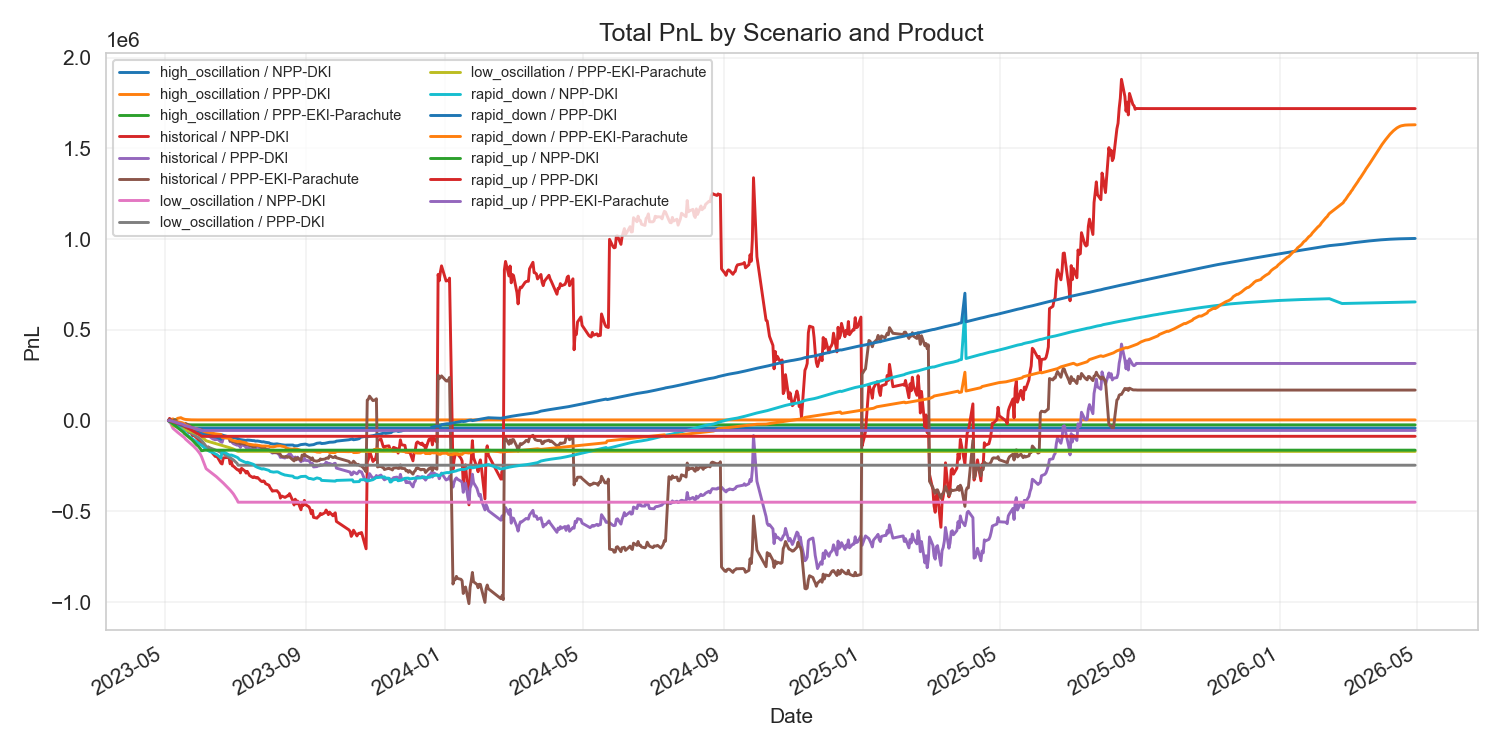 Total PnL by Scenario and Product
1e6
2.0
1.5
1.0
0.5
0.0
−0.5
−1.0
PnL
high_oscillation / NPP-DKI
high_oscillation / PPP-DKI
high_oscillation / PPP-EKI-Parachute
historical / NPP-DKI
historical / PPP-DKI
historical / PPP-EKI-Parachute
low_oscillation / NPP-DKI
low_oscillation / PPP-DKI
low_oscillation / PPP-EKI-Parachute
rapid_down / NPP-DKI
rapid_down / PPP-DKI
rapid_down / PPP-EKI-Parachute
rapid_up / NPP-DKI
rapid_up / PPP-DKI
rapid_up / PPP-EKI-Parachute
2023-05
2023-09
2024-01
2024-05
2024-09
2025-01
2025-05
2025-09
2026-01
2026-05
Date